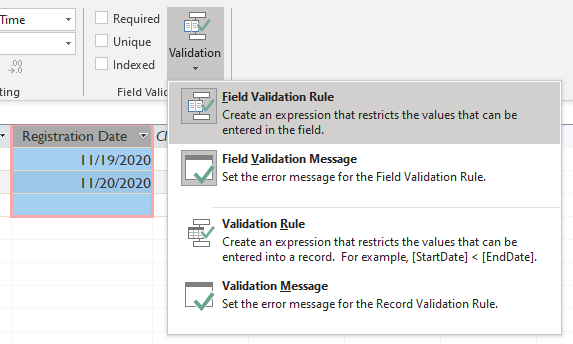 Time
Required
Unique
Indexed
.00
→.0
Validation
ting
Field Valid
Registration Date
Cl
11/19/2020
11/20/2020
Field Validation Rule
Create an expression that restricts the values that can be
entered in the field.
Field Validation Message
Set the error message for the Field Validation Rule.
Validation Rule
Create an expression that restricts the values that can be
entered into a record.  For example, [StartDate] < [EndDate].
Validation Message
Set the error message for the Record Validation Rule.